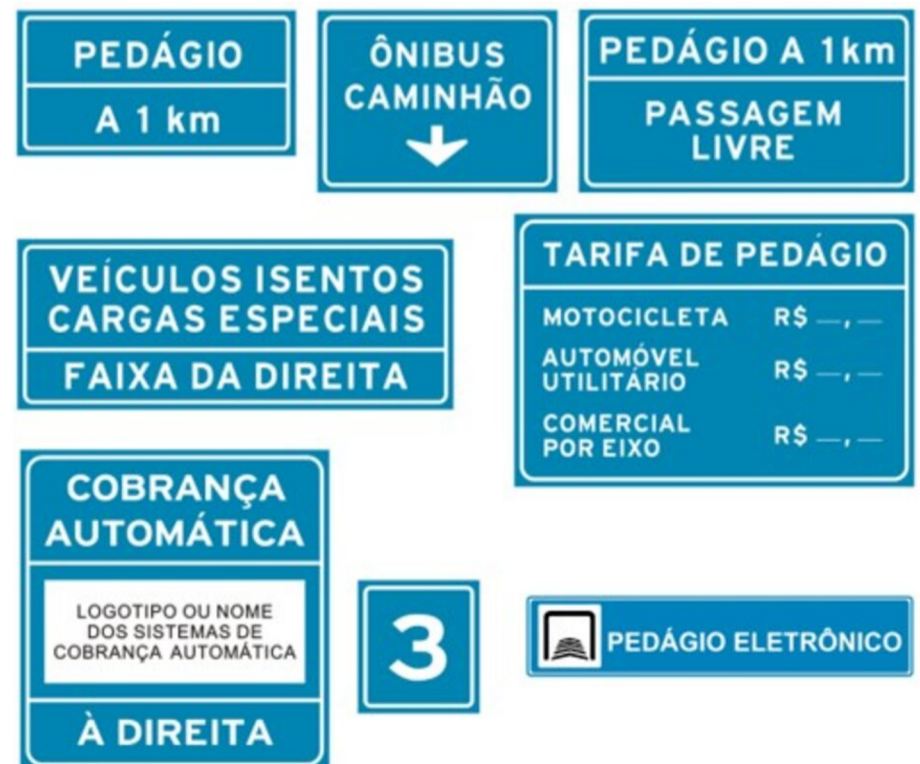 PEDÁGIO
A 1 km
ÔNIBUS
CAMINHÃO
PEDÁGIO A 1km
PASSAGEM
LIVRE
VEÍCULOS ISENTOS
CARGAS ESPECIAIS
FAIXA DA DIREITA
TARIFA DE PEDÁGIO
MOTOCICLETA R$ —,—
AUTOMÓVEL
UTILITÁRIO R$ —,—
COMERCIAL
POR EIXO R$ —,—
COBRANÇA
AUTOMÁTICA
LOGOTIPO OU NOME
DOS SISTEMAS DE
COBRANÇA AUTOMÁTICA
À DIREITA
3
PEDÁGIO ELETRÔNICO